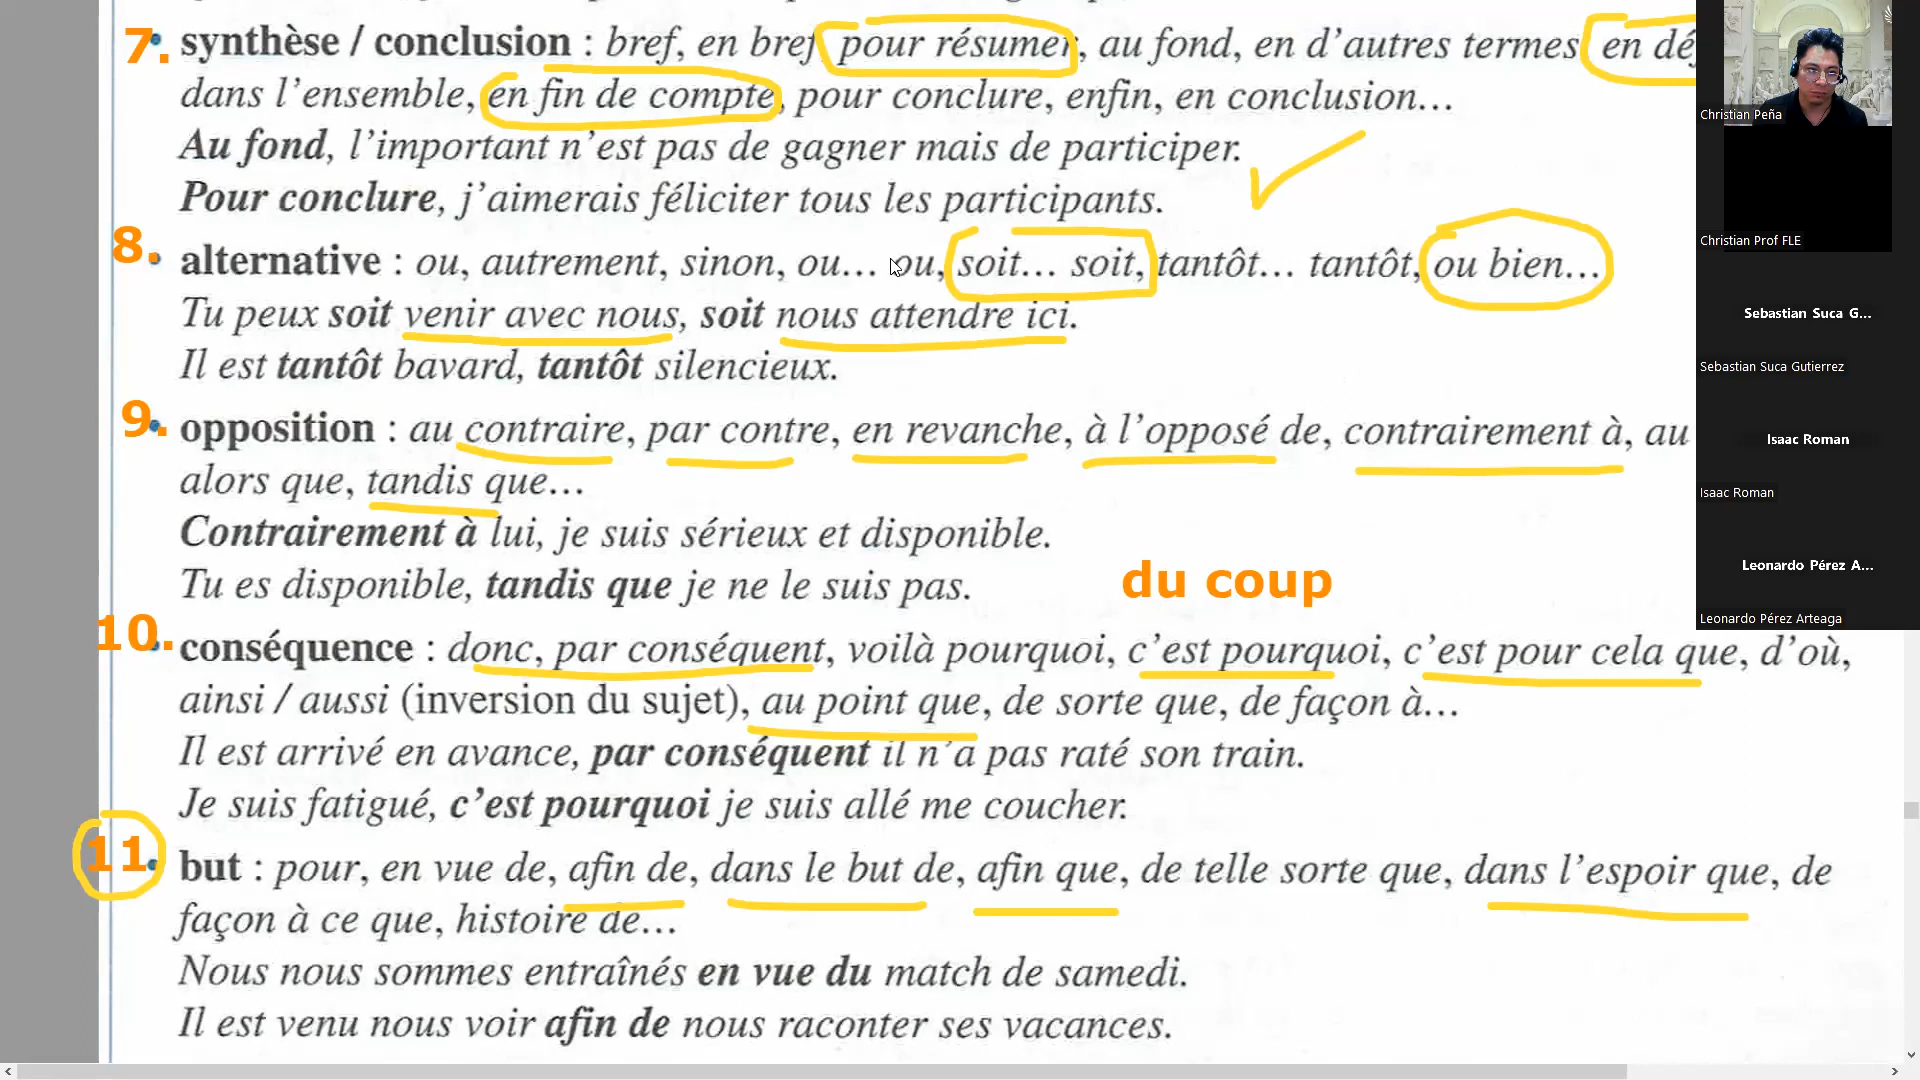 7. synthèse / conclusion : bref, en bref, pour résumer, au fond, en d'autres termes, en dé
dans l'ensemble, en fin de compte, pour conclure, enfin, en conclusion…
Au fond, l'important n'est pas de gagner mais de participer.
Pour conclure, j'aimerais féliciter tous les participants.
8. alternative : ou, autrement, sinon, ou… ou, soit… soit, tantôt… tantôt, ou bien…
Tu peux soit venir avec nous, soit nous attendre ici.
Il est tantôt bavard, tantôt silencieux.
9. opposition : au contraire, par contre, en revanche, à l'opposé de, contrairement à, au
alors que, tandis que…
Contrairement à lui, je suis sérieux et disponible.
Tu es disponible, tandis que je ne le suis pas.
du coup
10. conséquence : donc, par conséquent, voilà pourquoi, c'est pourquoi, c'est pour cela que, d'où,
ainsi / aussi (inversion du sujet), au point que, de sorte que, de façon à…
Il est arrivé en avance, par conséquent il n'a pas raté son train.
Je suis fatigué, c'est pourquoi je suis allé me coucher.
11. but : pour, en vue de, afin de, dans le but de, afin que, de telle sorte que, dans l'espoir que, de
façon à ce que, histoire de…
Nous nous sommes entraînés en vue du match de samedi.
Il est venu nous voir afin de nous raconter ses vacances.
Christian Peña
Christian Prof FLE
Sebastian Suca G...
Sebastian Suca Gutierrez
Isaac Roman
Isaac Roman
Leonardo Pérez A...
Leonardo Pérez Arteaga